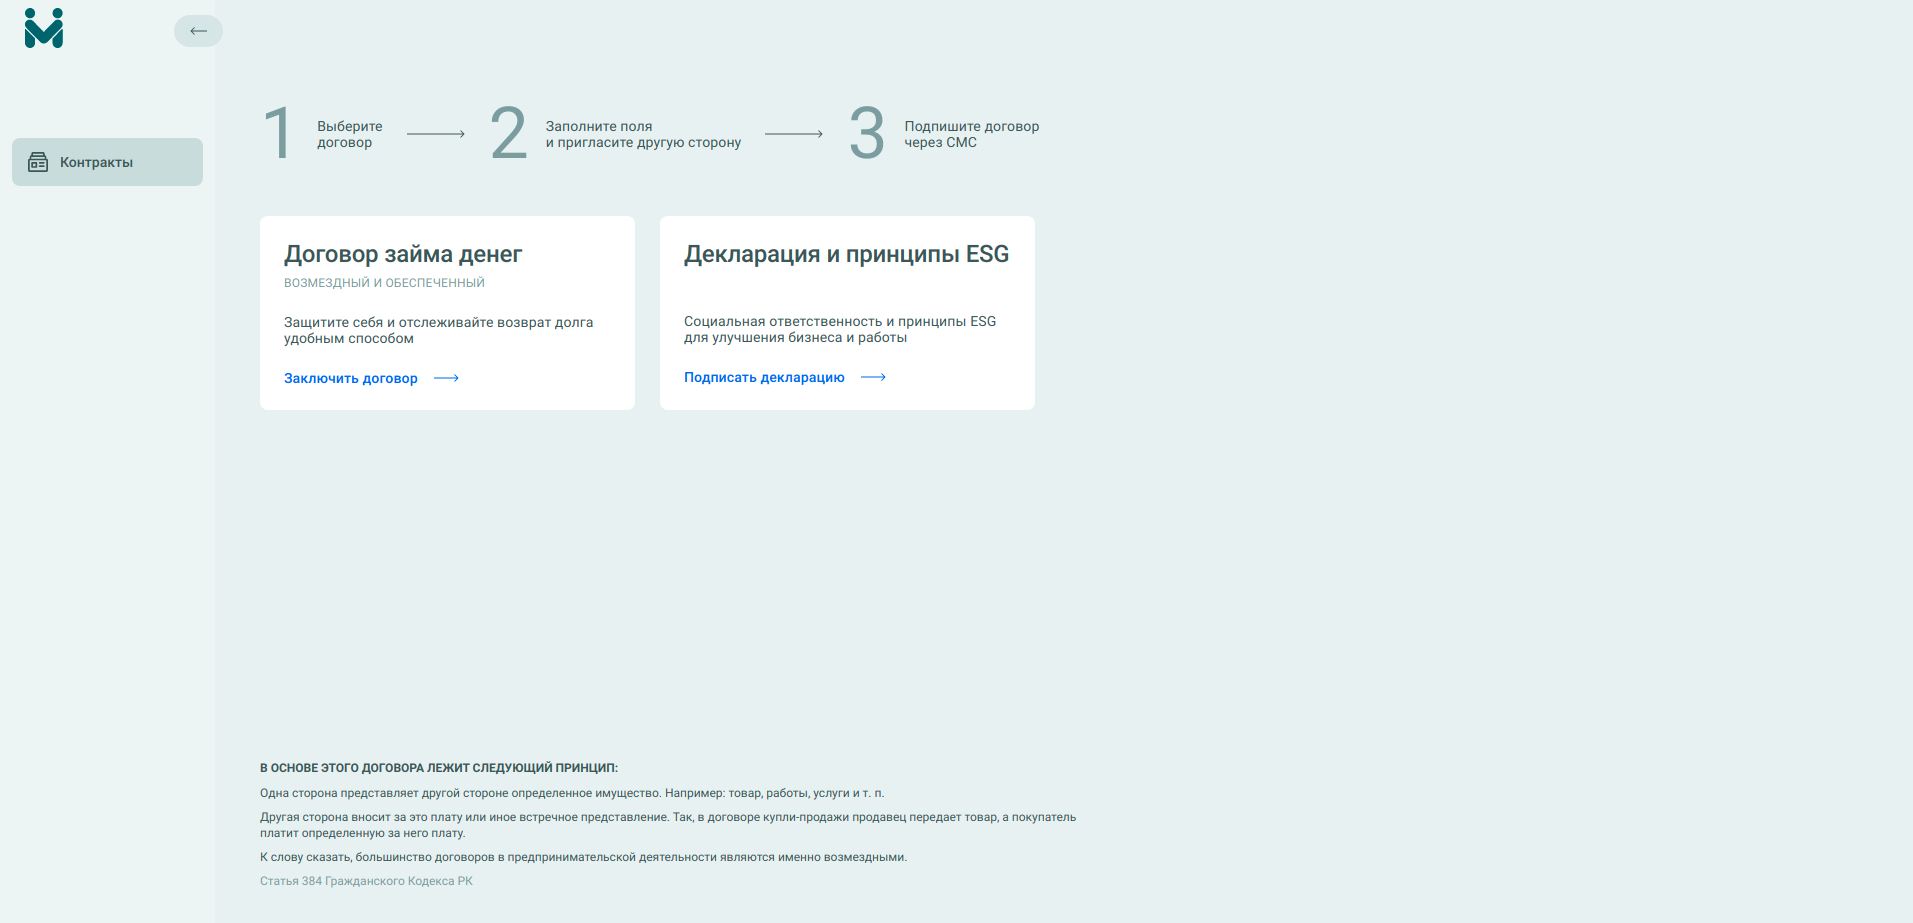 Контракты
1
Выберите
договор
2
Заполните поля
и пригласите другую сторону
3
Подпишите договор
через СМС
Договор займа денег
ВОЗМЕЗДНЫЙ И ОБЕСПЕЧЕННЫЙ
Защитите себя и отслеживайте возврат долга
удобным способом
Заключить договор
Декларация и принципы ESG
Социальная ответственность и принципы ESG
для улучшения бизнеса и работы
Подписать декларацию
В ОСНОВЕ ЭТОГО ДОГОВОРА ЛЕЖИТ СЛЕДУЮЩИЙ ПРИНЦИП:
Одна сторона представляет другой стороне определенное имущество. Например: товар, работы, услуги и т. п.
Другая сторона вносит за это плату или иное встречное представление. Так, в договоре купли-продажи продавец передает товар, а покупатель
платит определенную за него плату.
К слову сказать, большинство договоров в предпринимательской деятельности являются именно возмездными.
Статья 384 Гражданского Кодекса РК